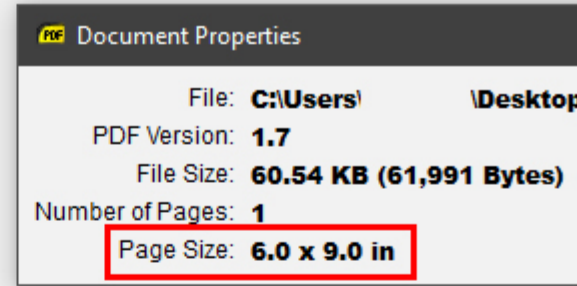 PDF Document Properties
File: C:\Users\ \Desktop
PDF Version: 1.7
File Size: 60.54 KB (61,991 Bytes)
Number of Pages: 1
Page Size: 6.0 x 9.0 in